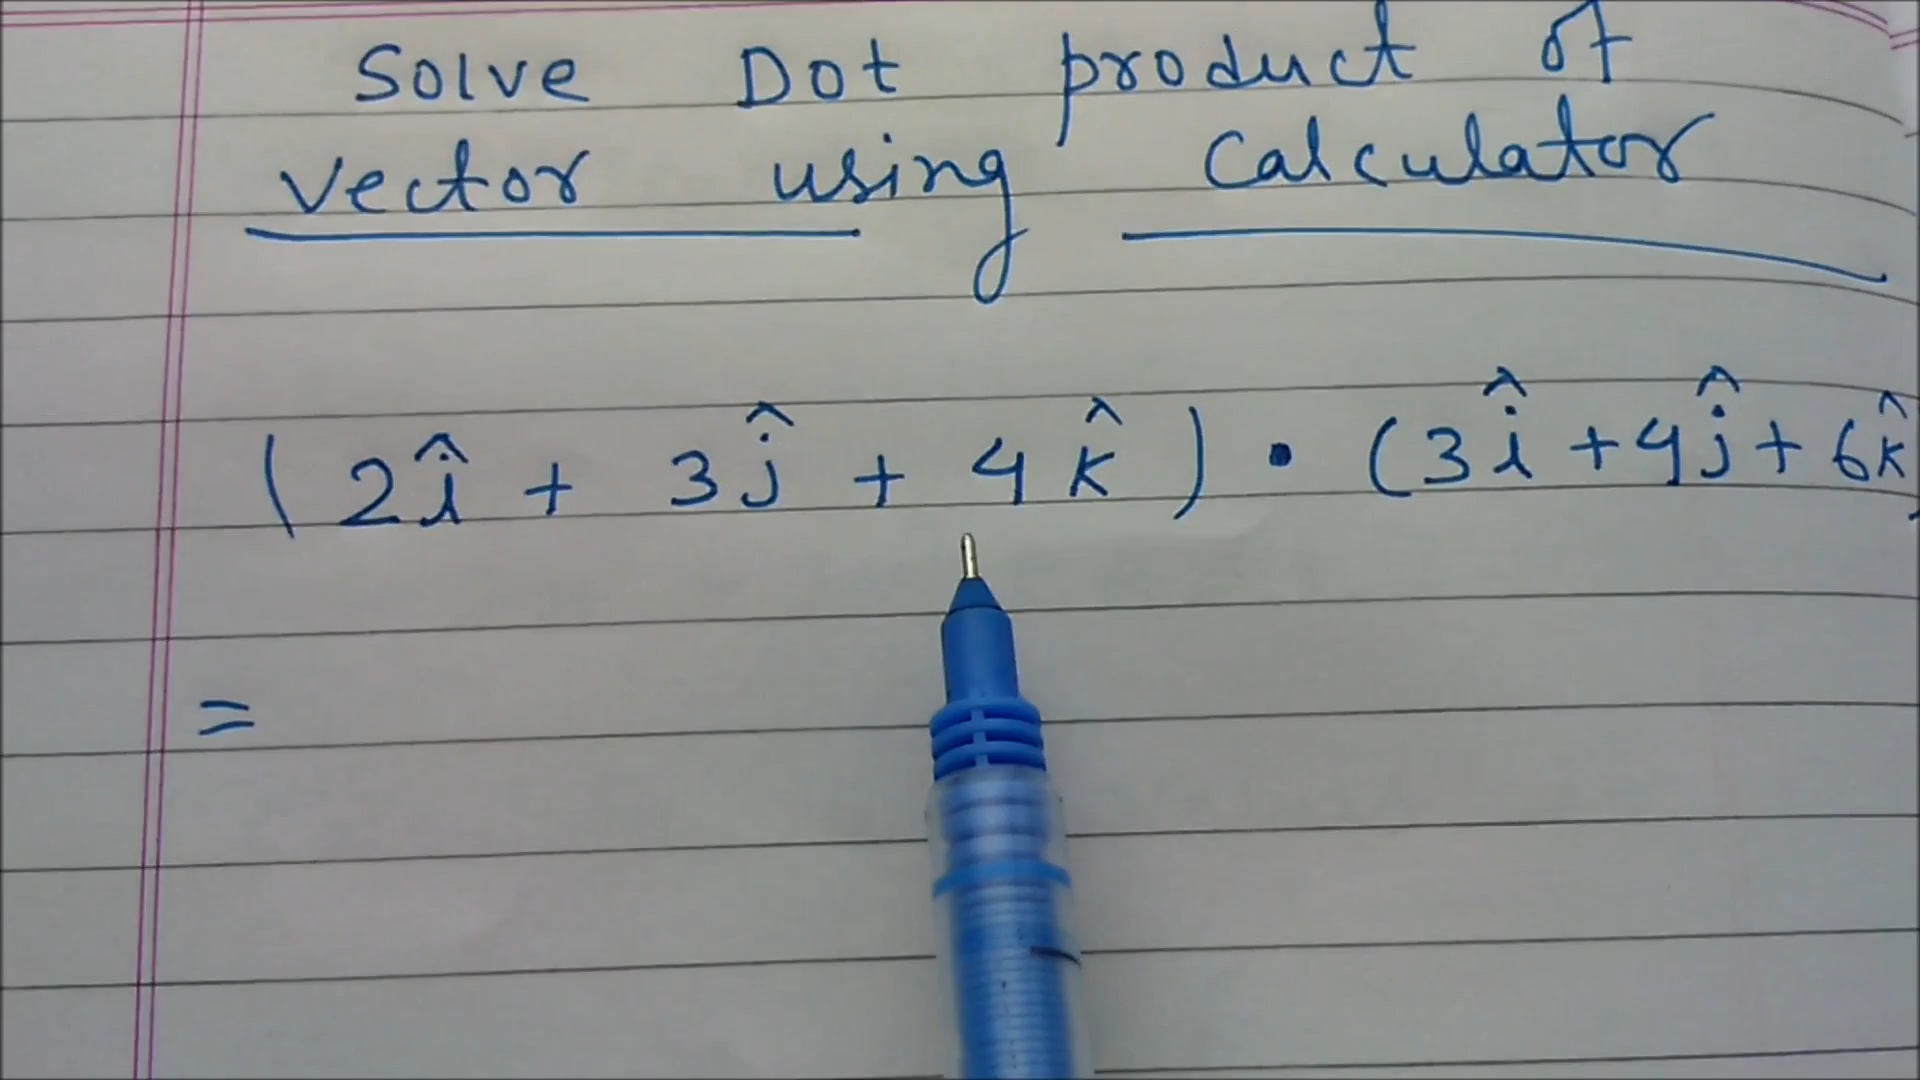 Solve Dot product of
vector using calculator
(2î + 3ĵ + 4k̂) • (3î + 4ĵ + 6k̂)
=